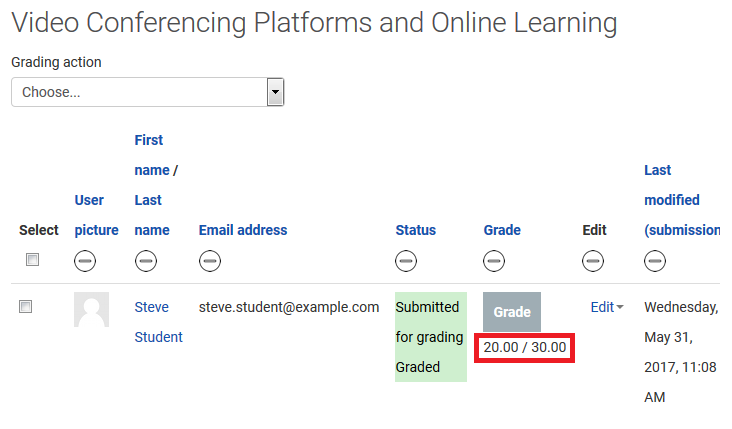 Video Conferencing Platforms and Online Learning
Grading action
Choose...
Select
User
picture
First
name /
Last
name
Email address
Status
Grade
Edit
Last
modified
(submission
Steve
Student
steve.student@example.com
Submitted
for grading
Graded
Grade
20.00 / 30.00
Edit
Wednesday,
May 31,
2017, 11:08
AM